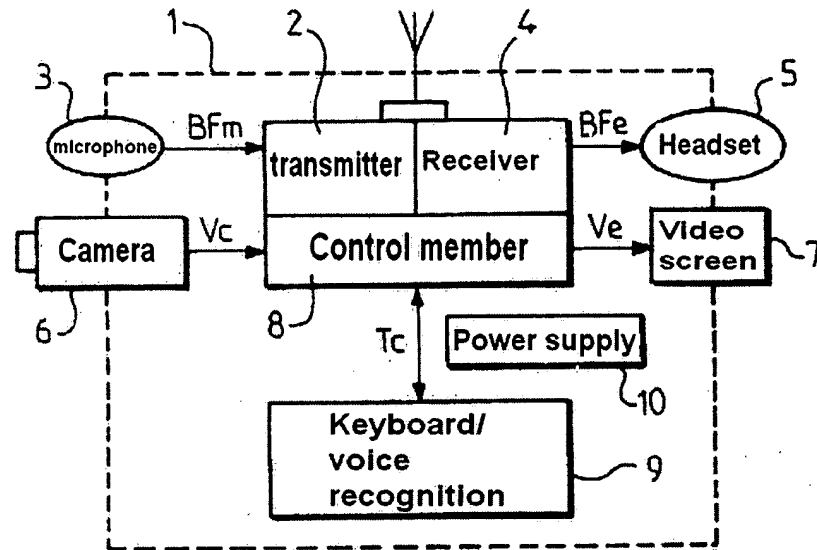 1
2
4
3
5
microphone
BFm
transmitter
Receiver
BFe
Headset
Camera
Vc
Control member
Ve
Video
screen
7
6
8
Tc
Power supply
10
Keyboard/
voice
recognition
9